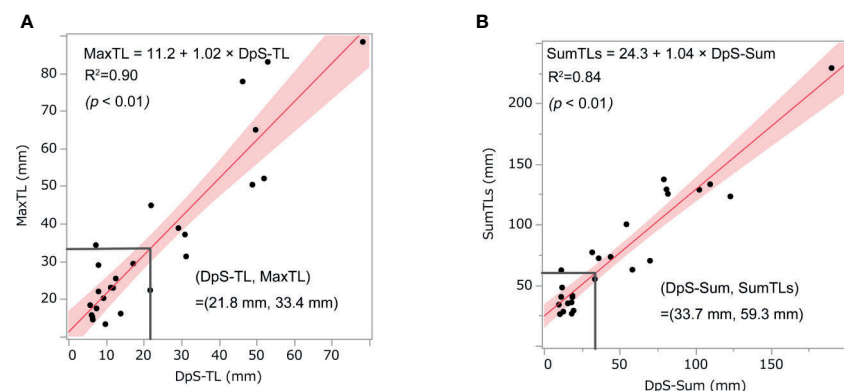 A
MaxTL = 11.2 + 1.02 × DpS-TL
R²=0.90
(p < 0.01)
80
70
60
50
40
30
20
MaxTL (mm)
(DpS-TL, MaxTL)
=(21.8 mm, 33.4 mm)
0 10 20 30 40 50 60 70
DpS-TL (mm)
B
SumTLs = 24.3 + 1.04 × DpS-Sum
R²=0.84
(p < 0.01)
200
150
100
50
SumTLs (mm)
(DpS-Sum, SumTLs)
=(33.7 mm, 59.3 mm)
0 50 100 150
DpS-Sum (mm)